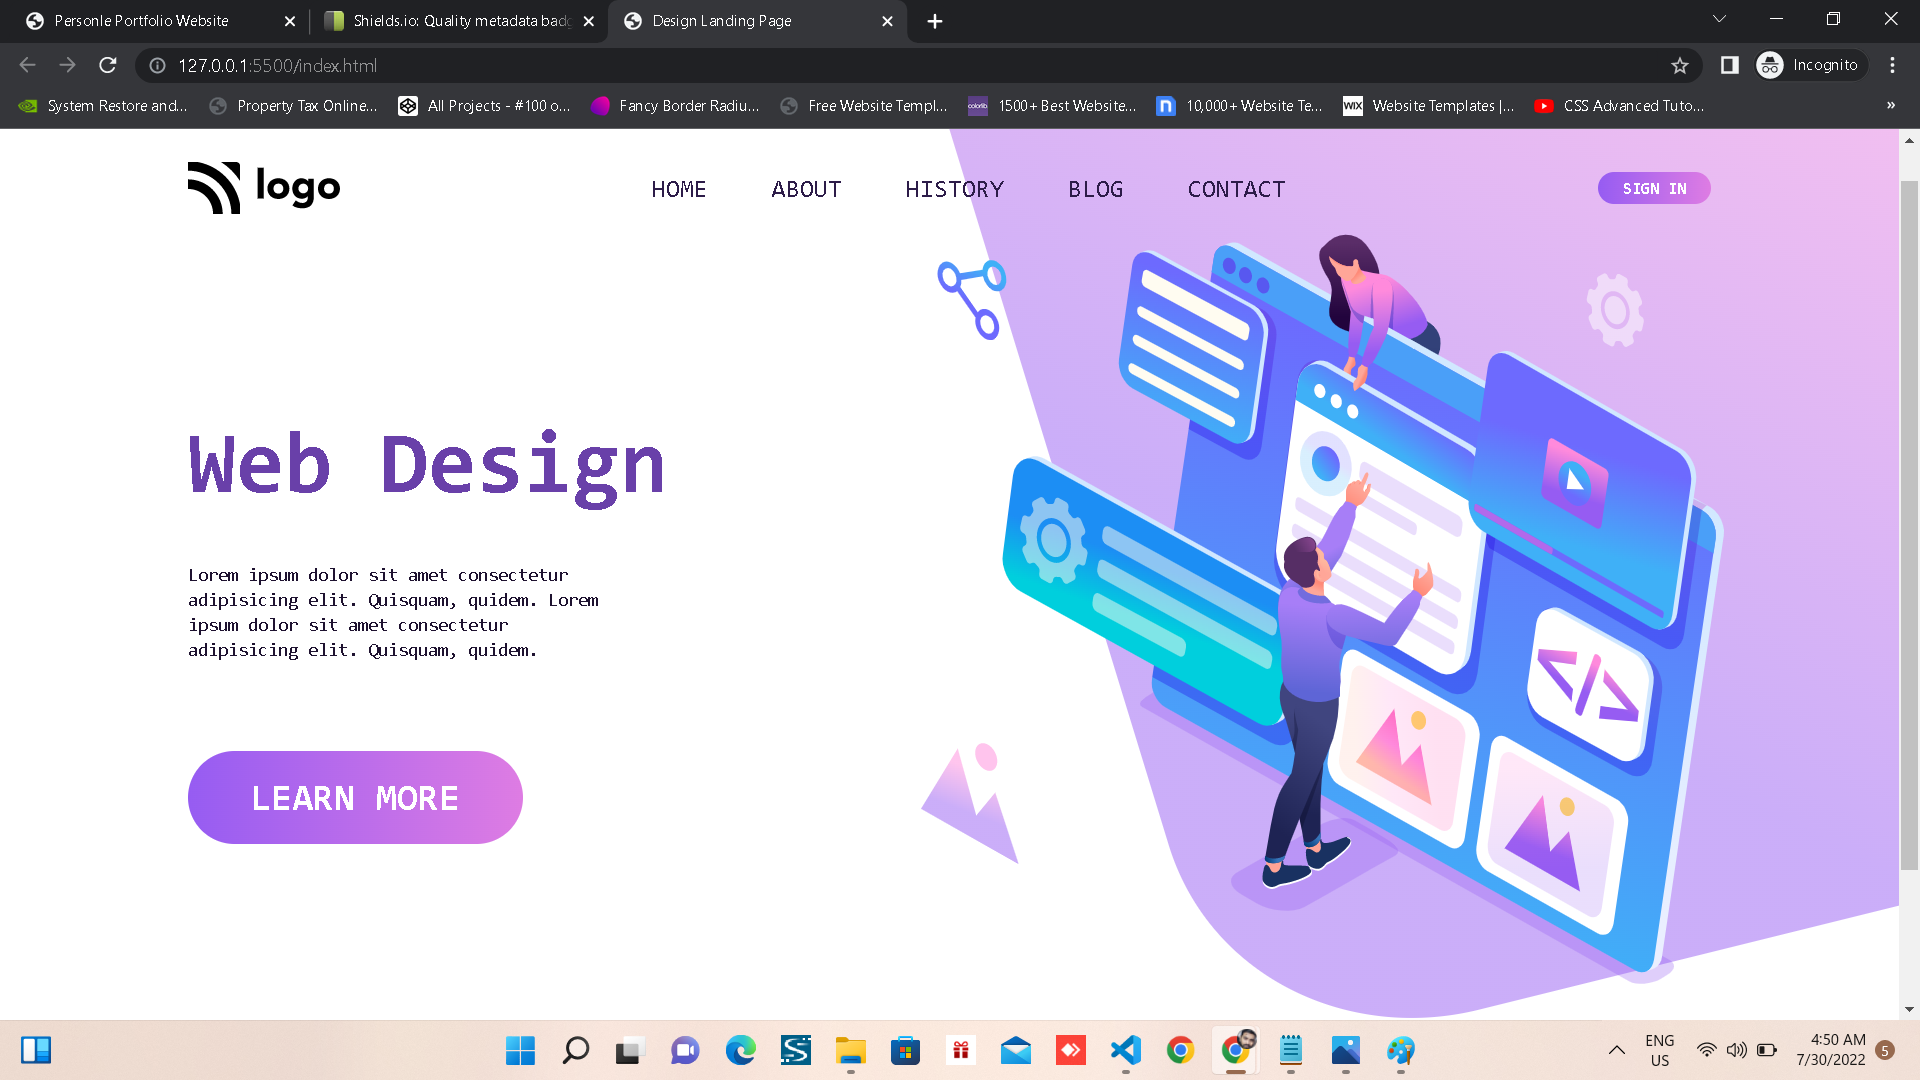 Personle Portfolio Website
Shields.io: Quality metadata badg
Design Landing Page
127.0.0.1:5500/index.html
Incognito
System Restore and...
Property Tax Online...
All Projects - #100 o...
Fancy Border Radiu...
Free Website Templ...
colorlib
1500+ Best Website...
n
10,000+ Website Te...
WIX
Website Templates |...
CSS Advanced Tuto...
»
logo
HOME
ABOUT
HISTORY
BLOG
CONTACT
SIGN IN
Web Design
Lorem ipsum dolor sit amet consectetur
adipisicing elit. Quisquam, quidem. Lorem
ipsum dolor sit amet consectetur
adipisicing elit. Quisquam, quidem.
LEARN MORE
</>
ENG
US
4:50 AM
7/30/2022
5